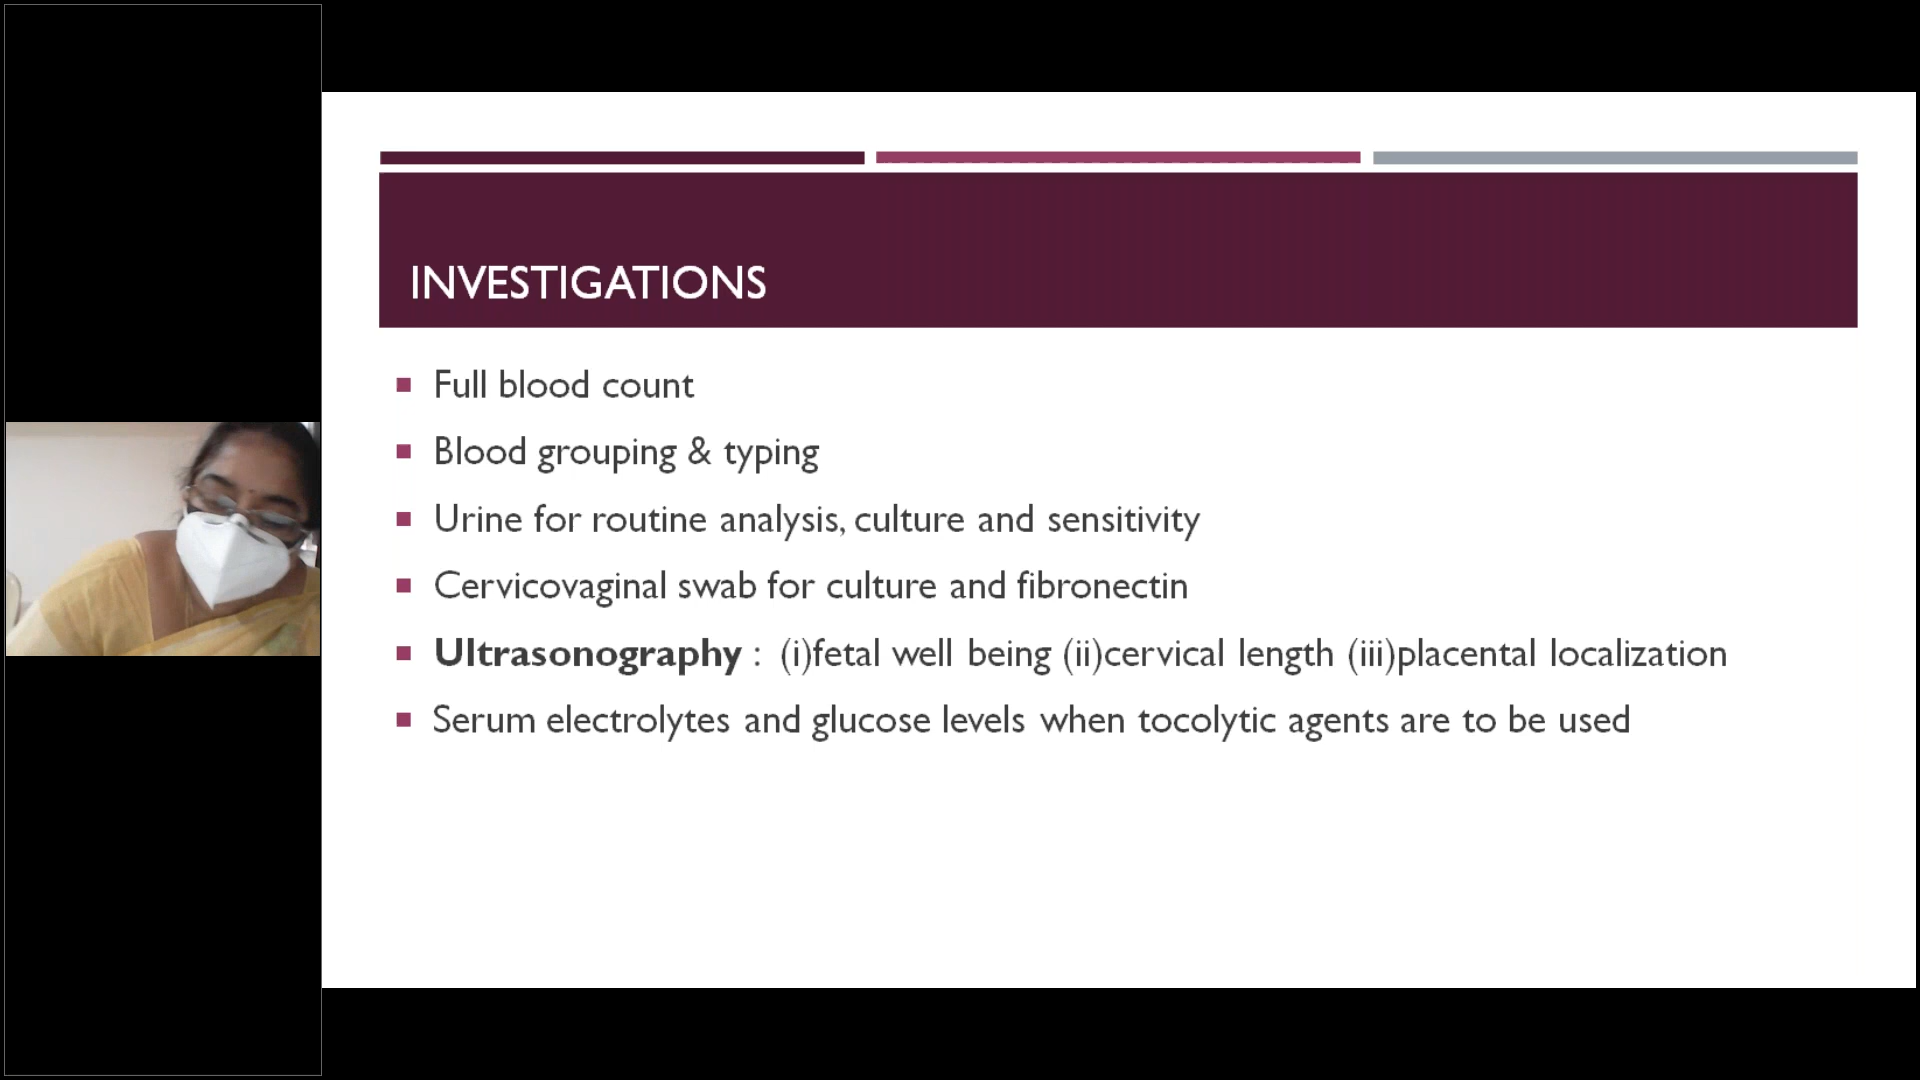 INVESTIGATIONS
Full blood count
Blood grouping & typing
Urine for routine analysis, culture and sensitivity
Cervicovaginal swab for culture and fibronectin
Ultrasonography : (i)fetal well being (ii)cervical length (iii)placental localization
Serum electrolytes and glucose levels when tocolytic agents are to be used